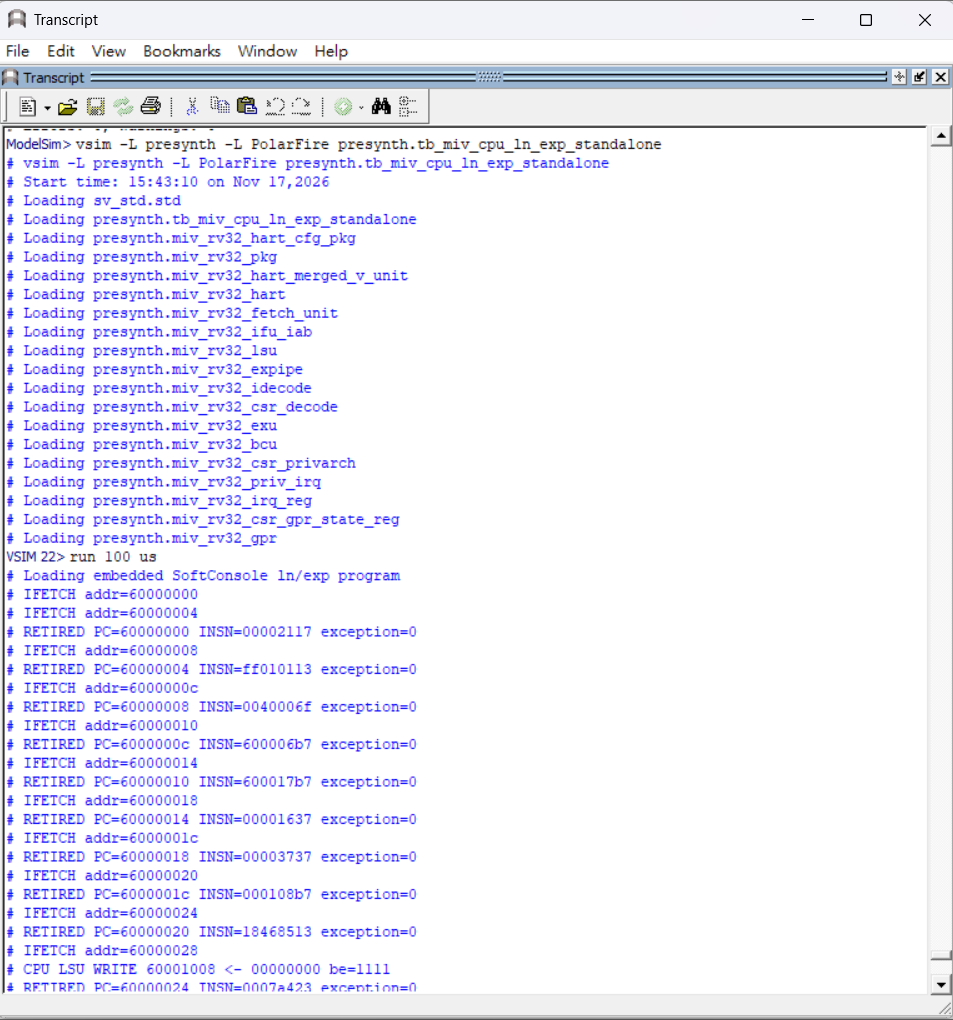 Transcript
File Edit View Bookmarks Window Help
Transcript
ModelSim> vsim -L presynth -L PolarFire presynth.tb_miv_cpu_ln_exp_standalone
# vsim -L presynth -L PolarFire presynth.tb_miv_cpu_ln_exp_standalone
# Start time: 15:43:10 on Nov 17,2026
# Loading sv_std.std
# Loading presynth.tb_miv_cpu_ln_exp_standalone
# Loading presynth.miv_rv32_hart_cfg_pkg
# Loading presynth.miv_rv32_pkg
# Loading presynth.miv_rv32_hart_merged_v_unit
# Loading presynth.miv_rv32_hart
# Loading presynth.miv_rv32_fetch_unit
# Loading presynth.miv_rv32_ifu_iab
# Loading presynth.miv_rv32_lsu
# Loading presynth.miv_rv32_expipe
# Loading presynth.miv_rv32_idecode
# Loading presynth.miv_rv32_csr_decode
# Loading presynth.miv_rv32_exu
# Loading presynth.miv_rv32_bcu
# Loading presynth.miv_rv32_csr_privarch
# Loading presynth.miv_rv32_priv_irq
# Loading presynth.miv_rv32_irq_reg
# Loading presynth.miv_rv32_csr_gpr_state_reg
# Loading presynth.miv_rv32_gpr
VSIM 22> run 100 us
# Loading embedded SoftConsole ln/exp program
# IFETCH addr=60000000
# IFETCH addr=60000004
# RETIRED PC=60000000 INSN=00002117 exception=0
# IFETCH addr=60000008
# RETIRED PC=60000004 INSN=ff010113 exception=0
# IFETCH addr=6000000c
# RETIRED PC=60000008 INSN=0040006f exception=0
# IFETCH addr=60000010
# RETIRED PC=6000000c INSN=600006b7 exception=0
# IFETCH addr=60000014
# RETIRED PC=60000010 INSN=600017b7 exception=0
# IFETCH addr=60000018
# RETIRED PC=60000014 INSN=00001637 exception=0
# IFETCH addr=6000001c
# RETIRED PC=60000018 INSN=00003737 exception=0
# IFETCH addr=60000020
# RETIRED PC=6000001c INSN=000108b7 exception=0
# IFETCH addr=60000024
# RETIRED PC=60000020 INSN=18468513 exception=0
# IFETCH addr=60000028
# CPU LSU WRITE 60001008 <- 00000000 be=1111
# RETIRED PC=60000024 INSN=0007a423 exception=0